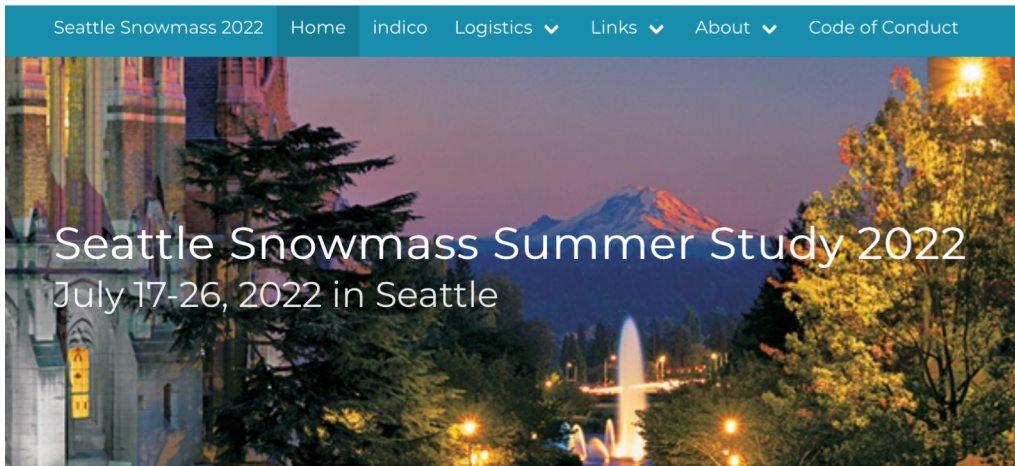 Seattle Snowmass 2022 Home indico Logistics Links About Code of Conduct
Seattle Snowmass Summer Study 2022
July 17-26, 2022 in Seattle